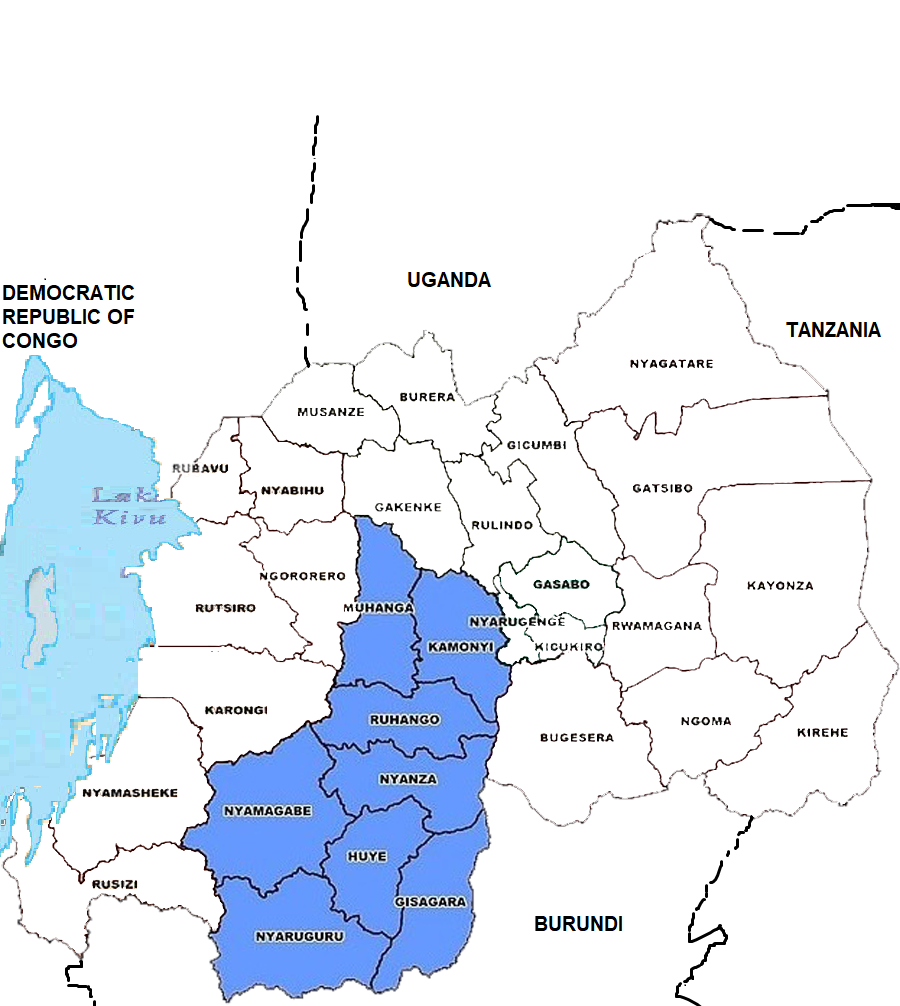 UGANDA
DEMOCRATIC
REPUBLIC OF
CONGO
TANZANIA
NYAGATARE
BURERA
MUSANZE
GICUMBI
RUBAVU
NYABIHU
GATSIBO
Laki
Kivu
GAKENKE
RULINDO
NGORORERO
GASABO
KAYONZA
RUTSIRO
MUHANGA
NYARUGENGE
RWAMAGANA
KAMONYI
KICUKIRO
KARONGI
RUHANGO
NGOMA
KIREHE
BUGESERA
NYANZA
NYAMASHEKE
NYAMAGABE
HUYE
RUSIZI
GISAGARA
BURUNDI
NYARUGURU